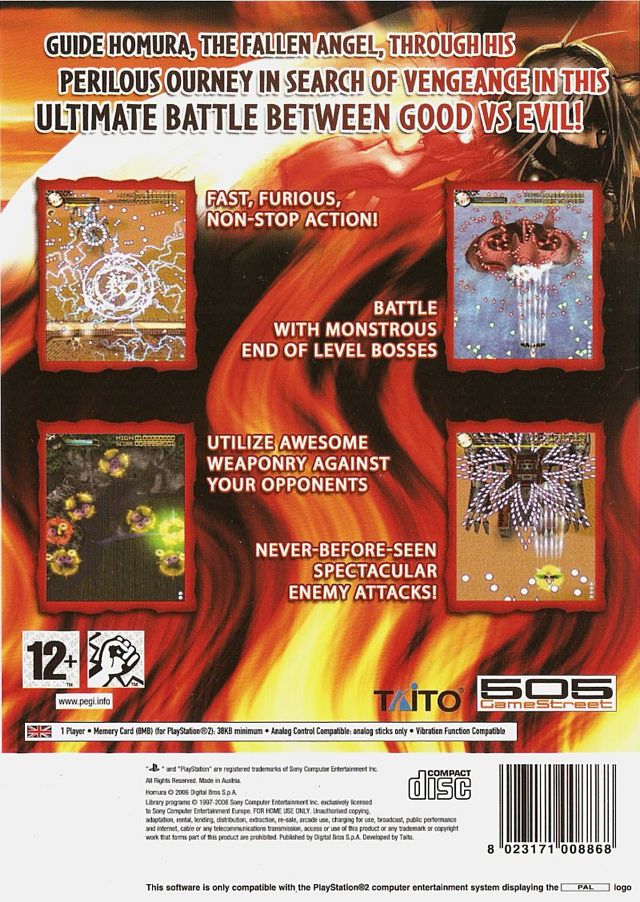 GUIDE HOMURA, THE FALLEN ANGEL, THROUGH HIS
PERILOUS OURNEY IN SEARCH OF VENGEANCE IN THIS
ULTIMATE BATTLE BETWEEN GOOD VS EVIL!
FAST, FURIOUS,
NON-STOP ACTION!
BATTLE
WITH MONSTROUS
END OF LEVEL BOSSES
UTILIZE AWESOME
WEAPONRY AGAINST
YOUR OPPONENTS
NEVER-BEFORE-SEEN
SPECTACULAR
ENEMY ATTACKS!
12+
™
™
www.pegi.info
TAITO®
505
GameStreet
1 Player • Memory Card (8MB) (for PlayStation®2): 38KB minimum • Analog Control Compatible: analog sticks only • Vibration Function Compatible
" " and "PlayStation" are registered trademarks of Sony Computer Entertainment Inc.
All Rights Reserved. Made in Austria.
Homura © 2006 Digital Bros S.p.A.
Library programs © 1997-2006 Sony Computer Entertainment Inc. exclusively licensed
to Sony Computer Entertainment Europe. FOR HOME USE ONLY. Unauthorised copying,
adaptation, rental, lending, distribution, extraction, re-sale, arcade use, charging for use, broadcast, public performance
and internet, cable or any telecommunications transmission, access or use of this product or any trademark or copyright
work that forms part of this product are prohibited. Published by Digital Bros S.p.A. Developed by Taito.
COMPACT
disc
8 023171 008868
This software is only compatible with the PlayStation®2 computer entertainment system displaying the PAL logo